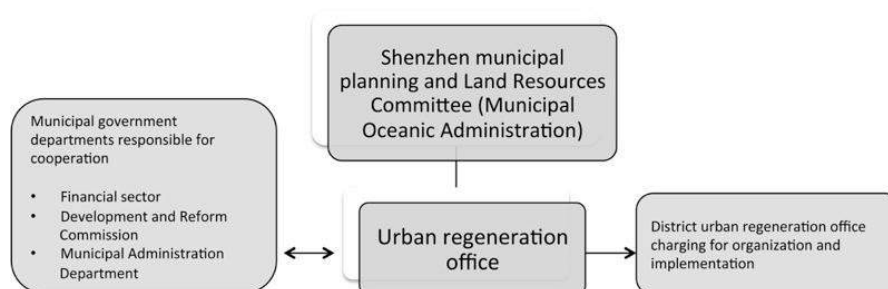 Shenzhen municipal
planning and Land Resources
Committee (Municipal
Oceanic Administration)
Municipal government
departments responsible for
cooperation
• Financial sector
• Development and Reform
Commission
• Municipal Administration
Department
Urban regeneration
office
District urban regeneration office
charging for organization and
implementation